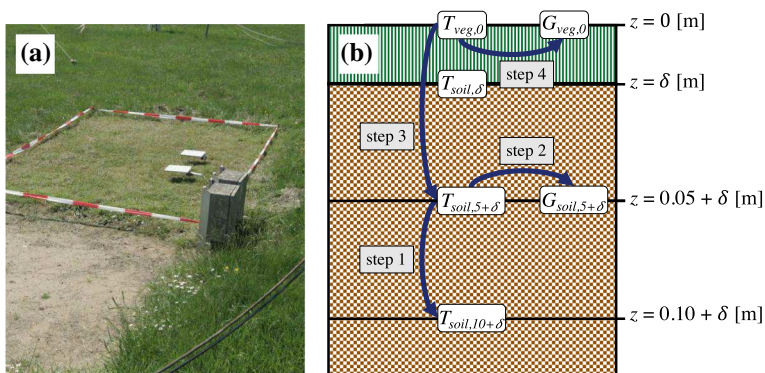 (a)
(b)
T_veg,0
G_veg,0
z = 0 [m]
step 4
T_soil,δ
z = δ [m]
step 3
step 2
T_soil,5+δ
G_soil,5+δ
z = 0.05 + δ [m]
step 1
T_soil,10+δ
z = 0.10 + δ [m]